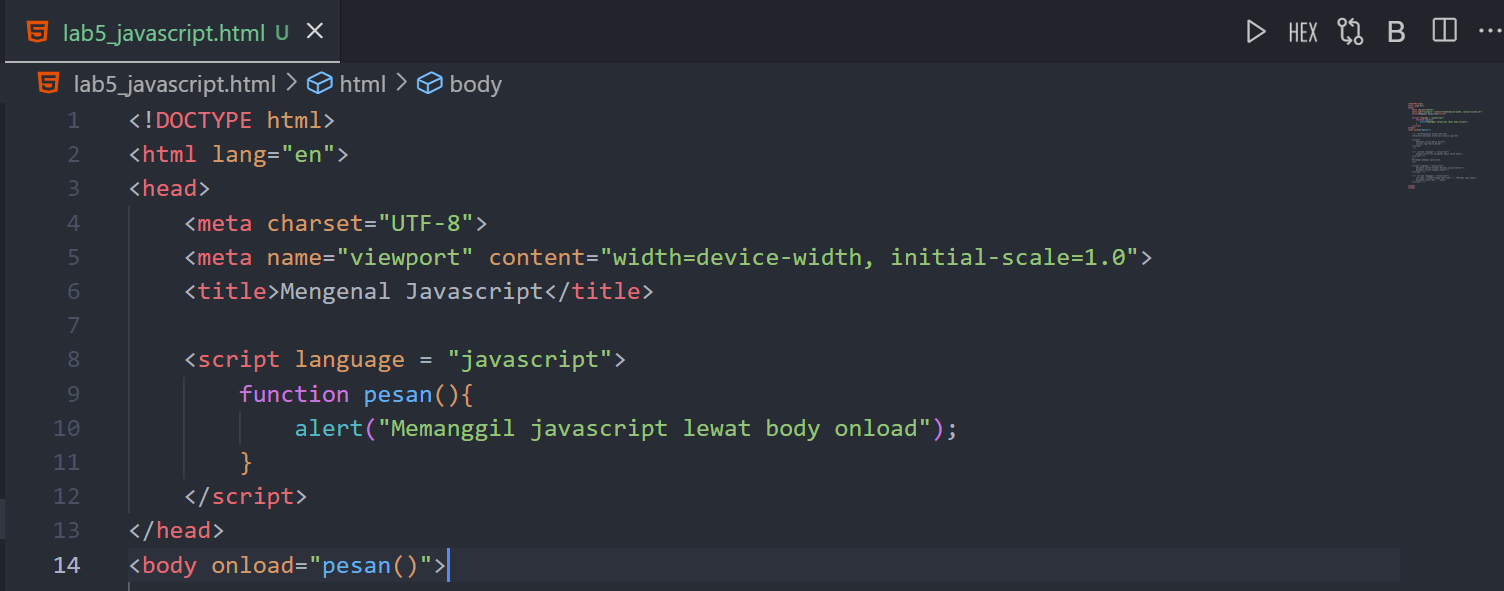 lab5_javascript.html U
HEX B
lab5_javascript.html > html > body
1 <!DOCTYPE html>
2 <html lang="en">
3 <head>
4 <meta charset="UTF-8">
5 <meta name="viewport" content="width=device-width, initial-scale=1.0">
6 <title>Mengenal Javascript</title>
7
8 <script language = "javascript">
9 function pesan(){
10 alert("Memanggil javascript lewat body onload");
11 }
12 </script>
13 </head>
14 <body onload="pesan()">